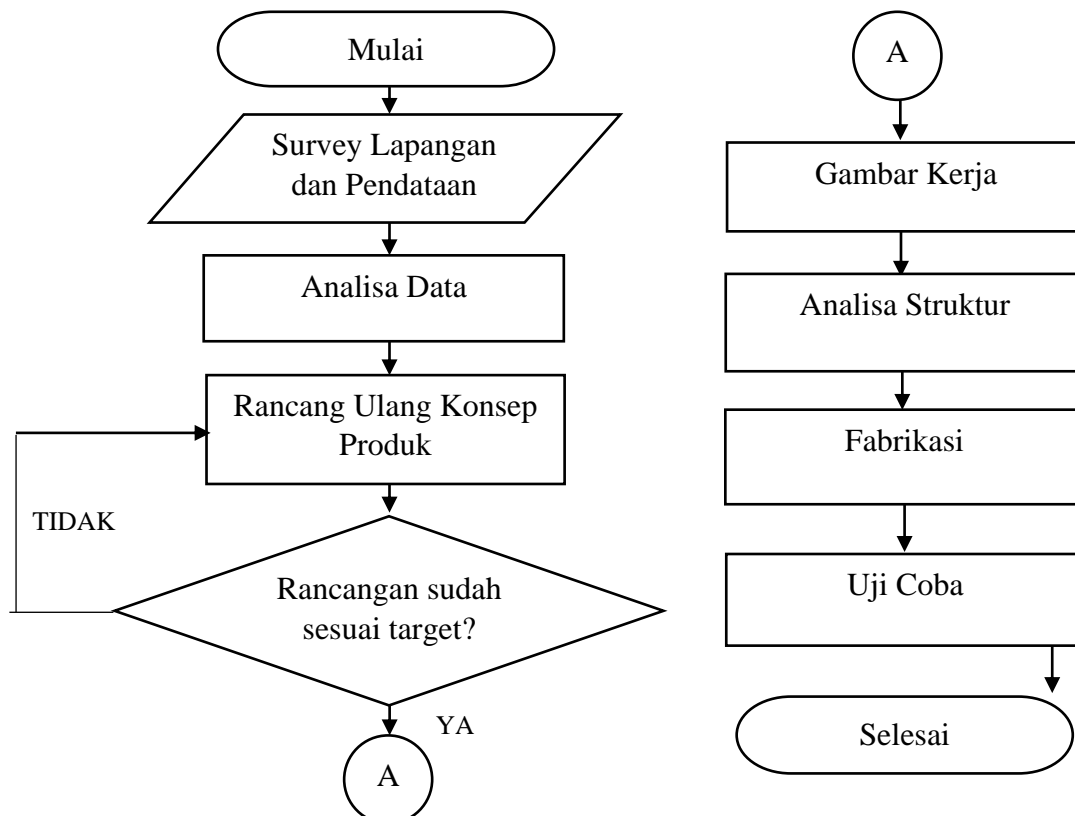 Mulai
Survey Lapangan
dan Pendataan
Analisa Data
Rancang Ulang Konsep
Produk
TIDAK
Rancangan sudah
sesuai target?
YA
A
A
Gambar Kerja
Analisa Struktur
Fabrikasi
Uji Coba
Selesai